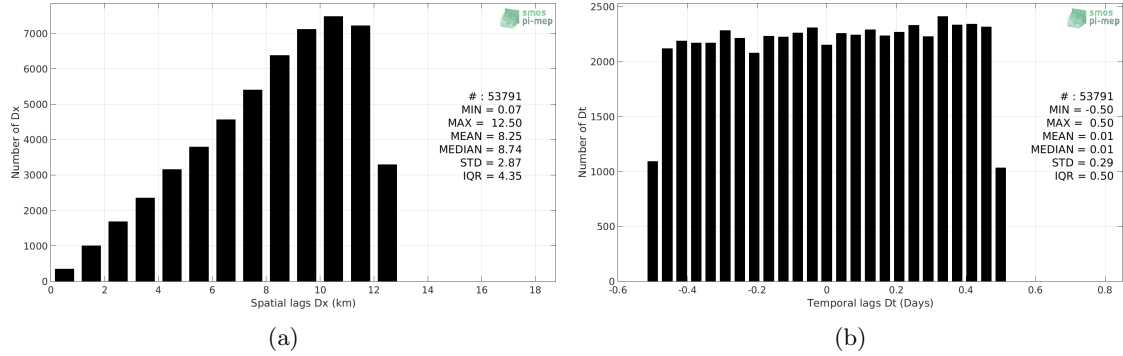 smos
pi-mep
7000
6000
5000
4000
3000
2000
1000
0
Number of Dx
# : 53791
MIN = 0.07
MAX = 12.50
MEAN = 8.25
MEDIAN = 8.74
STD = 2.87
IQR = 4.35
0 2 4 6 8 10 12 14 16 18
Spatial lags Dx (km)
(a)
smos
pi-mep
2500
2000
1500
1000
500
0
Number of Dt
# : 53791
MIN = -0.50
MAX = 0.50
MEAN = 0.01
MEDIAN = 0.01
STD = 0.29
IQR = 0.50
-0.6 -0.4 -0.2 0 0.2 0.4 0.6 0.8
Temporal lags Dt (Days)
(b)